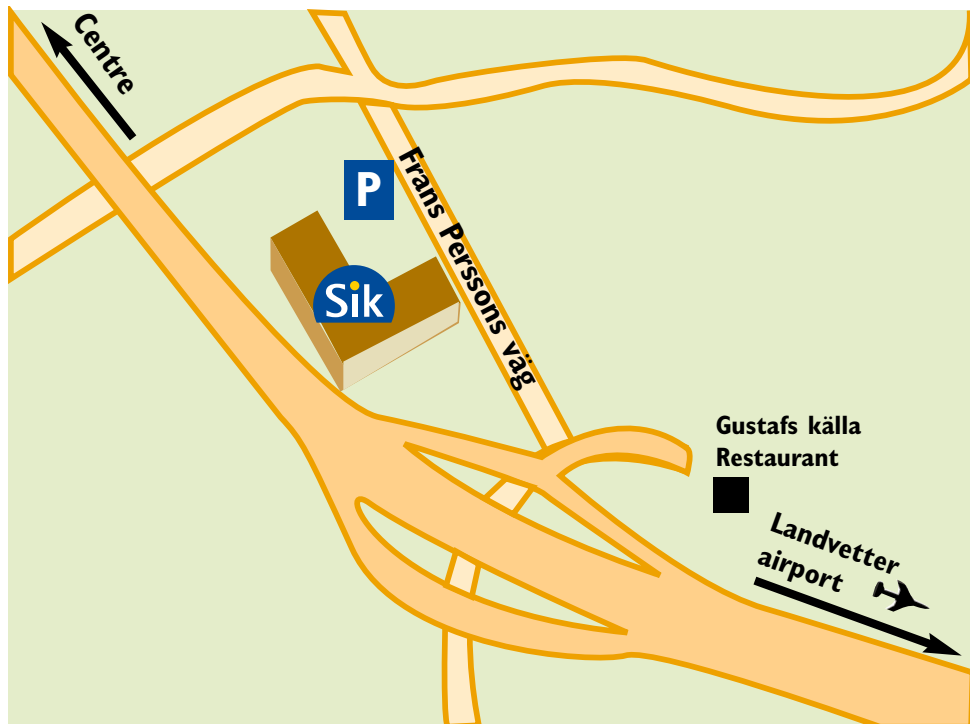 Centre
P
Frans Perssons väg
Sik
Gustafs källa
Restaurant
Landvetter
airport